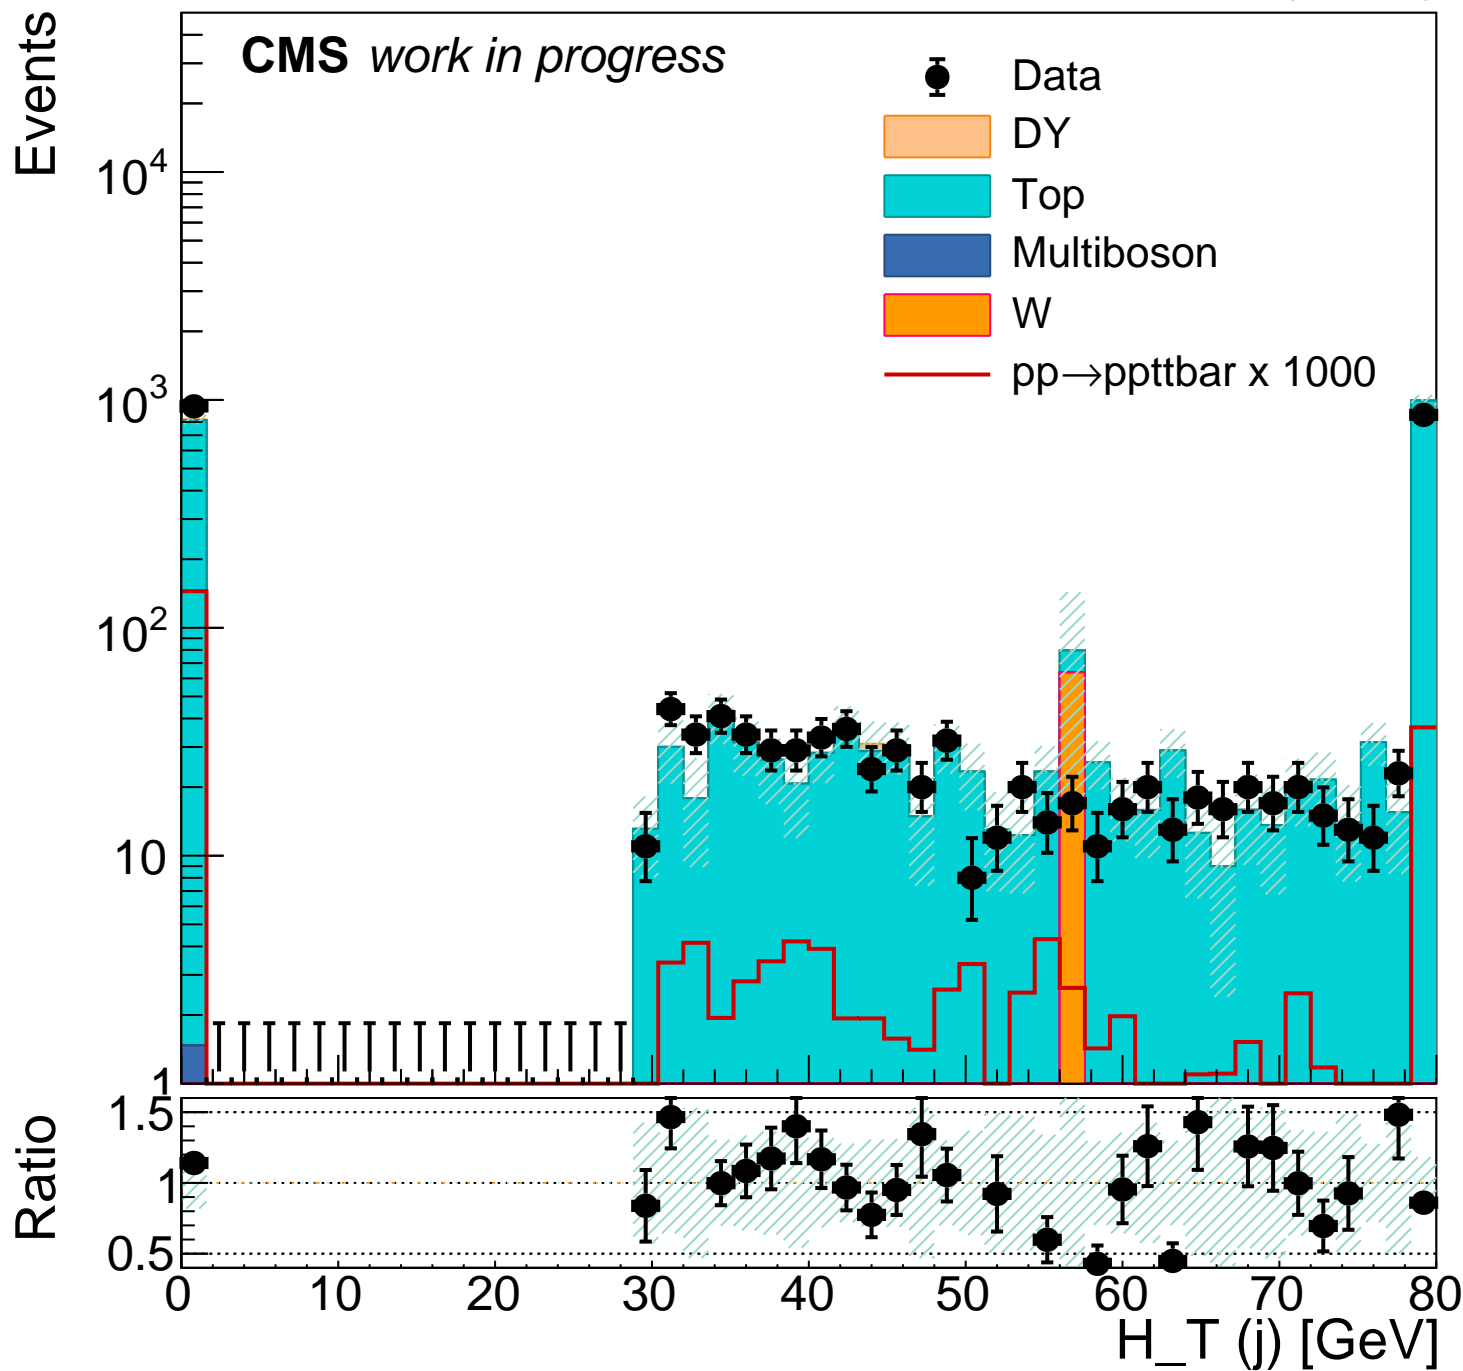 CMS work in progress
Events
Data
DY
Top
Multiboson
W
pp→ppttbar x 1000
10^4
10^3
10^2
10
1
Ratio
1.5
1
0.5
0 10 20 30 40 50 60 70 80
H_T (j) [GeV]